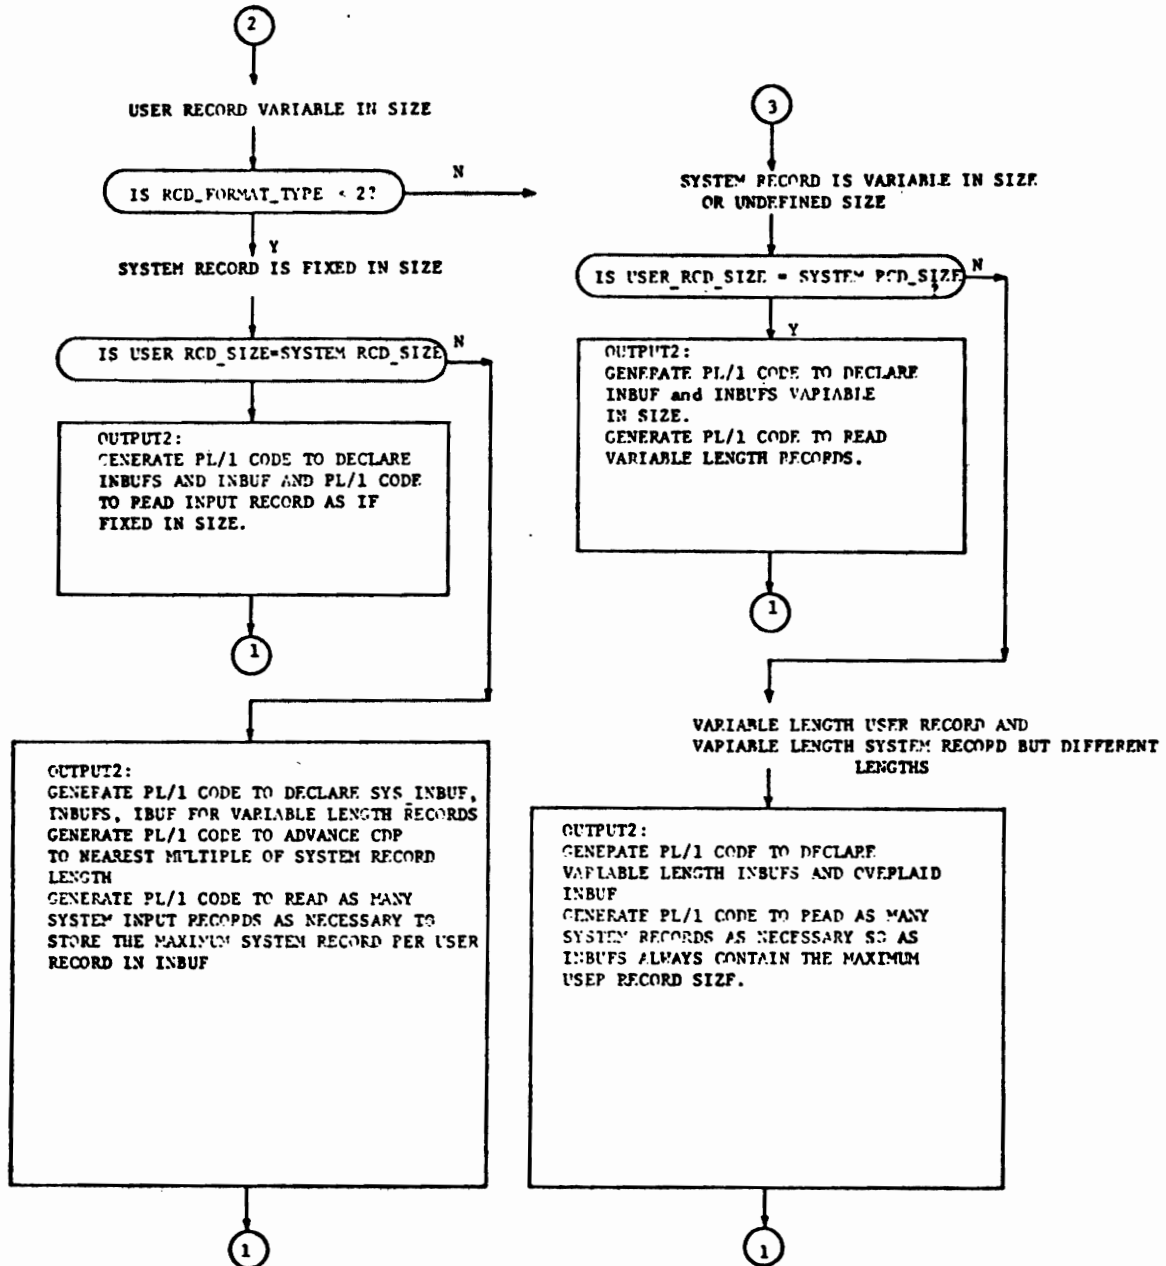 2
USER RECORD VARIABLE IN SIZE
IS RCD_FORMAT_TYPE < 2?
N
Y
SYSTEM RECORD IS FIXED IN SIZE
IS USER RCD_SIZE=SYSTEM RCD_SIZE
N
OUTPUT2:
GENERATE PL/1 CODE TO DECLARE
INBUFS AND INBUF AND PL/1 CODE
TO READ INPUT RECORD AS IF
FIXED IN SIZE.
1
OUTPUT2:
GENERATE PL/1 CODE TO DECLARE SYS_INBUF,
INBUFS, IBUF FOR VARIABLE LENGTH RECORDS
GENERATE PL/1 CODE TO ADVANCE CDP
TO NEAREST MULTIPLE OF SYSTEM RECORD
LENGTH
GENERATE PL/1 CODE TO READ AS MANY
SYSTEM INPUT RECORDS AS NECESSARY TO
STORE THE MAXIMUM SYSTEM RECORD PER USER
RECORD IN INBUF
1
3
SYSTEM RECORD IS VARIABLE IN SIZE
OR UNDEFINED SIZE
IS USER_RCD_SIZE = SYSTEM RCD_SIZE
?
N
Y
OUTPUT2:
GENERATE PL/1 CODE TO DECLARE
INBUF and INBUFS VARIABLE
IN SIZE.
GENERATE PL/1 CODE TO READ
VARIABLE LENGTH RECORDS.
1
VARIABLE LENGTH USER RECORD AND
VARIABLE LENGTH SYSTEM RECORD BUT DIFFERENT
LENGTHS
OUTPUT2:
GENERATE PL/1 CODE TO DECLARE
VARIABLE LENGTH INBUFS AND OVERLAID
INBUF
GENERATE PL/1 CODE TO READ AS MANY
SYSTEM RECORDS AS NECESSARY SO AS
INBUFS ALWAYS CONTAIN THE MAXIMUM
USER RECORD SIZE.
1